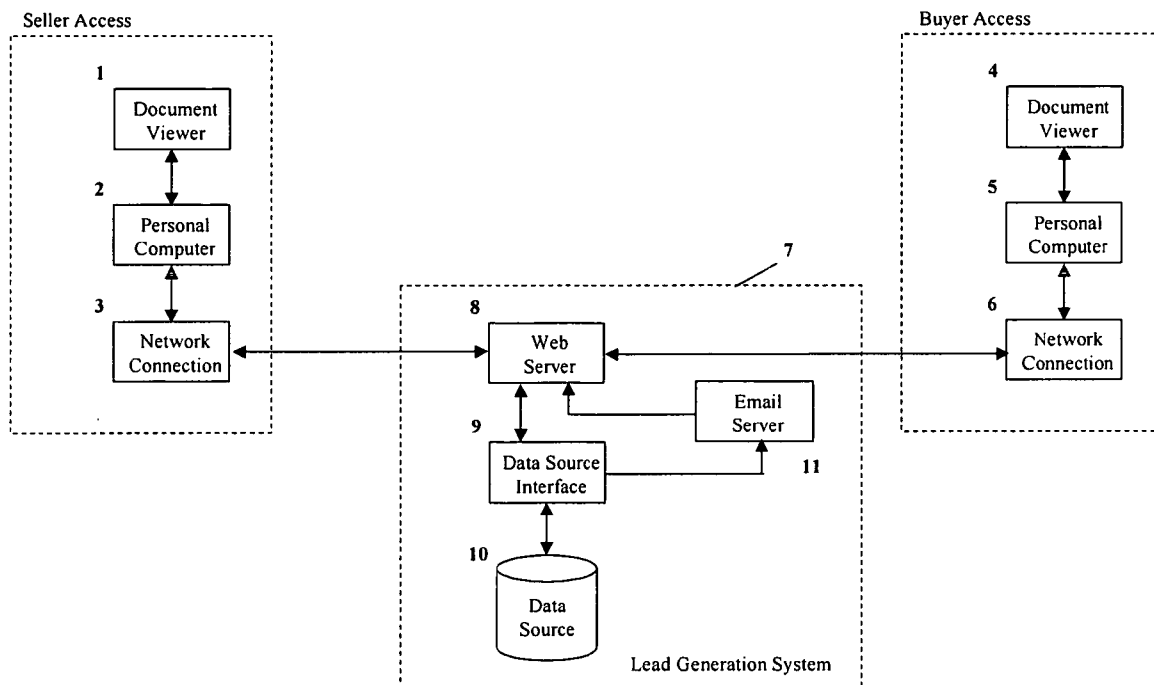 Seller Access
1
Document
Viewer
2
Personal
Computer
3
Network
Connection
Buyer Access
4
Document
Viewer
5
Personal
Computer
6
Network
Connection
7
8
Web
Server
9
Data Source
Interface
Email
Server
11
10
Data
Source
Lead Generation System